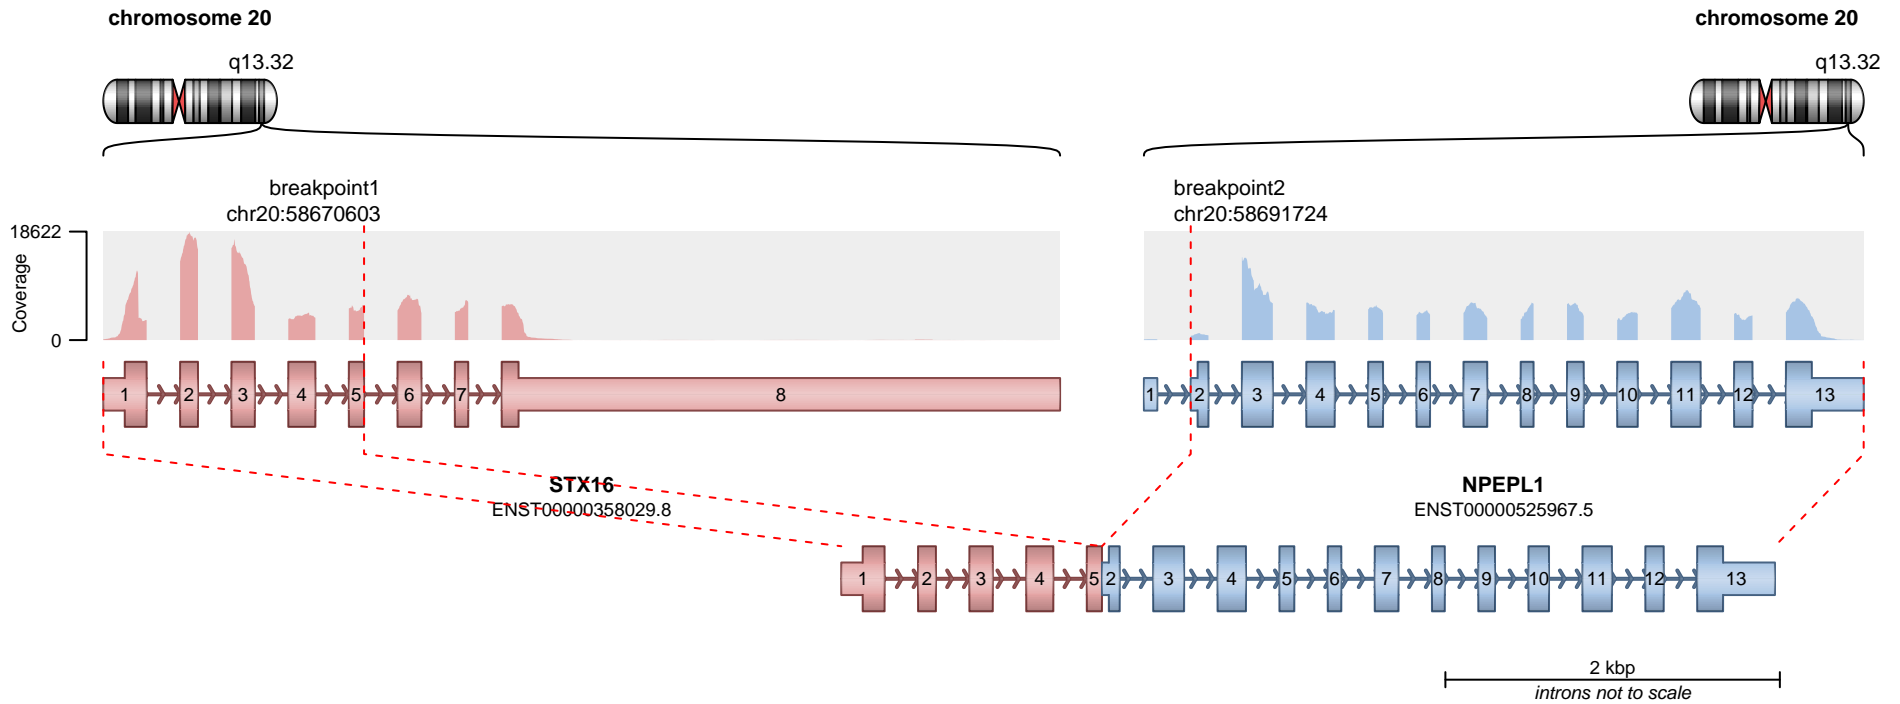 chromosome 20
chromosome 20
q13.32
q13.32
breakpoint1
chr20:58670603
breakpoint2
chr20:58691724
18622
Coverage
0
1 2 3 4 5 6 7 8
1 2 3 4 5 6 7 8 9 10 11 12 13
STX16
ENST00000358029.8
NPEPL1
ENST00000525967.5
1 2 3 4 5 2 3 4 5 6 7 8 9 10 11 12 13
2 kbp
introns not to scale